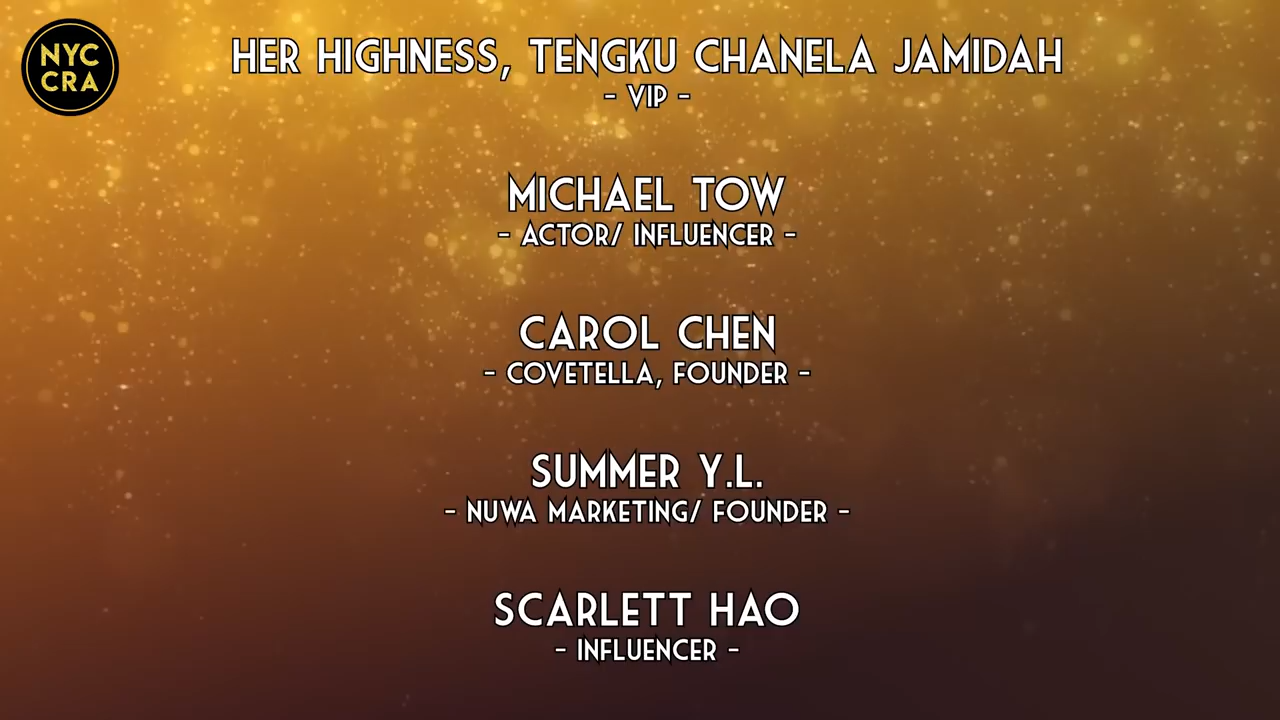 NYC
CRA
HER HIGHNESS, TENGKU CHANELA JAMIDAH
- VIP -
MICHAEL TOW
- ACTOR/ INFLUENCER -
CAROL CHEN
- COVETELLA, FOUNDER -
SUMMER Y.L.
- NUWA MARKETING/ FOUNDER -
SCARLETT HAO
- INFLUENCER -